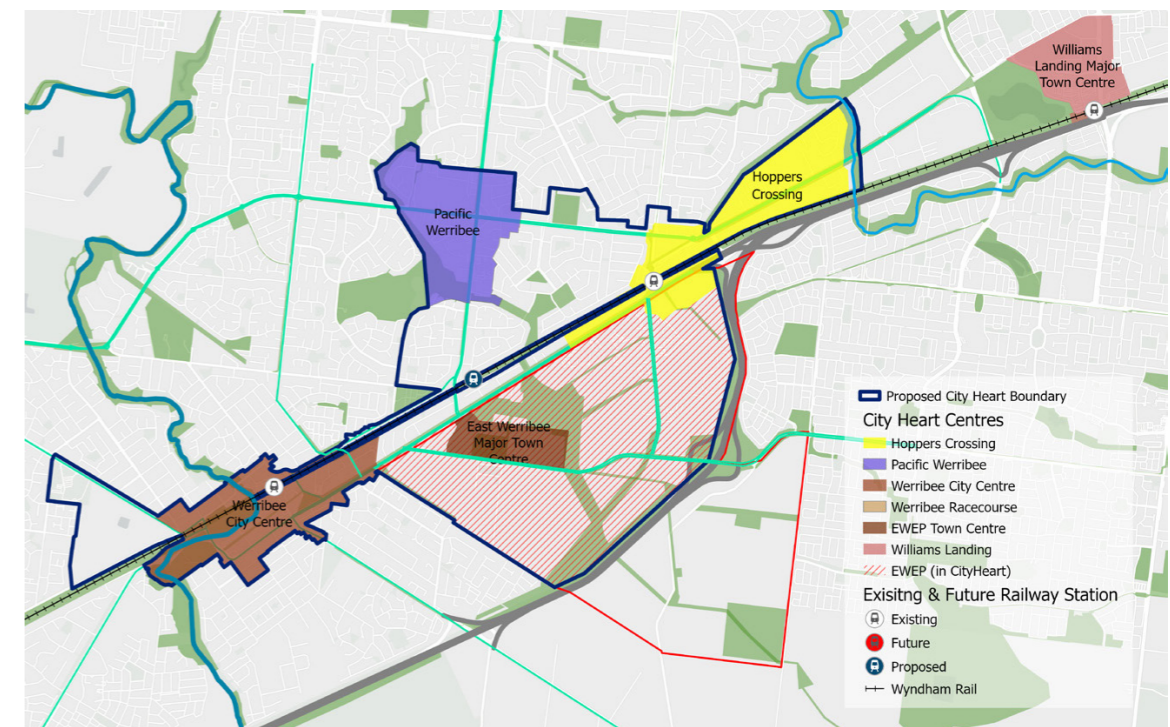 Williams
Landing Major
Town Centre
Hoppers
Crossing
Pacific
Werribee
East Werribee
Major Town
Centre
Werribee
City Centre
Proposed City Heart Boundary
City Heart Centres
Hoppers Crossing
Pacific Werribee
Werribee City Centre
Werribee Racecourse
EWEP Town Centre
Williams Landing
EWEP (in CityHeart)
Exisitng & Future Railway Station
Existing
Future
Proposed
Wyndham Rail